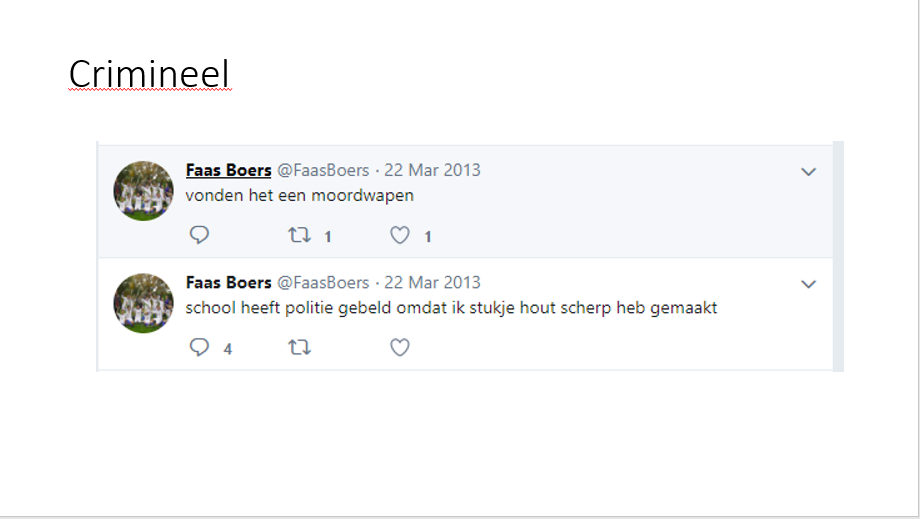 Crimineel
Faas Boers @FaasBoers · 22 Mar 2013
vonden het een moordwapen
1 1
Faas Boers @FaasBoers · 22 Mar 2013
school heeft politie gebeld omdat ik stukje hout scherp heb gemaakt
4